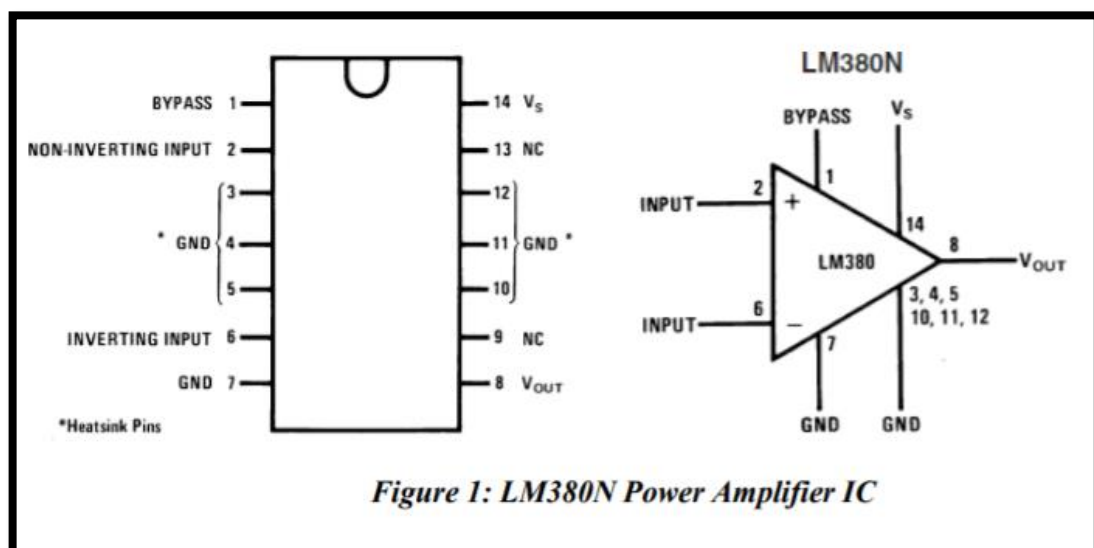 BYPASS 1
NON-INVERTING INPUT 2
3
* GND 4
5
INVERTING INPUT 6
GND 7
*Heatsink Pins
14 VS
13 NC
12
11 GND *
10
9 NC
8 VOUT
LM380N
BYPASS
VS
1
INPUT 2 +
14
LM380
8 VOUT
3, 4, 5
10, 11, 12
INPUT 6 −
7
GND
GND
Figure 1: LM380N Power Amplifier IC